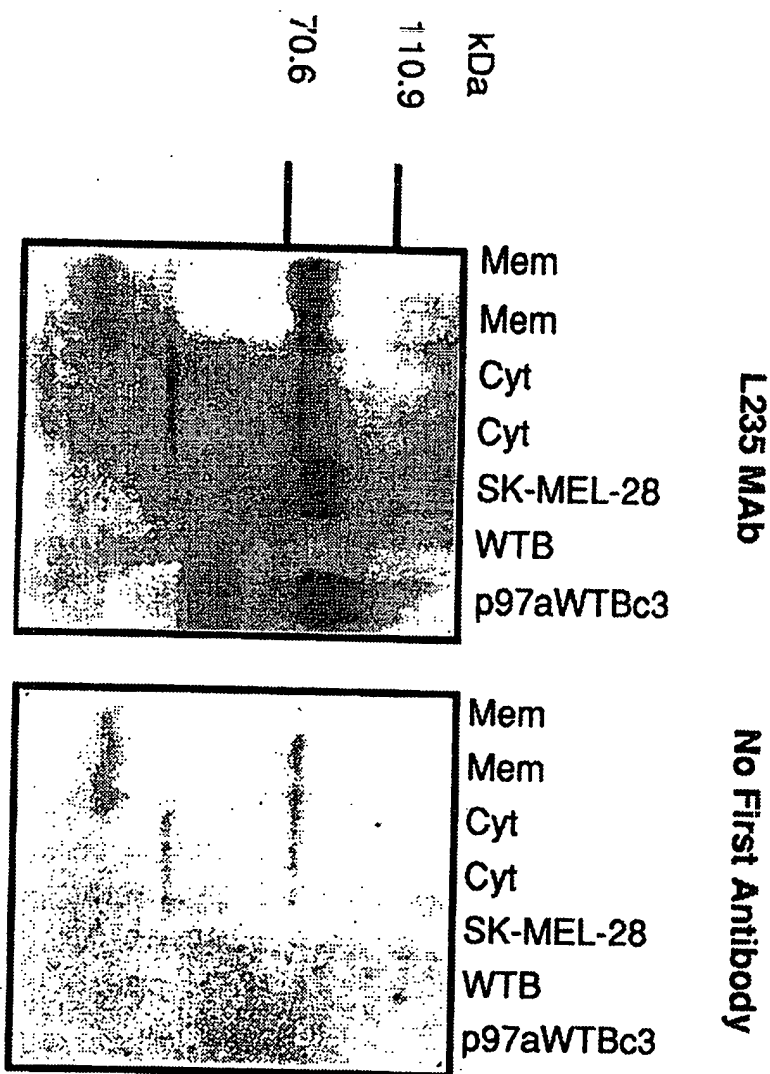 kDa
110.9
70.6
L235 MAb
Mem
Mem
Cyt
Cyt
SK-MEL-28
WTB
p97aWTBc3
No First Antibody
Mem
Mem
Cyt
Cyt
SK-MEL-28
WTB
p97aWTBc3